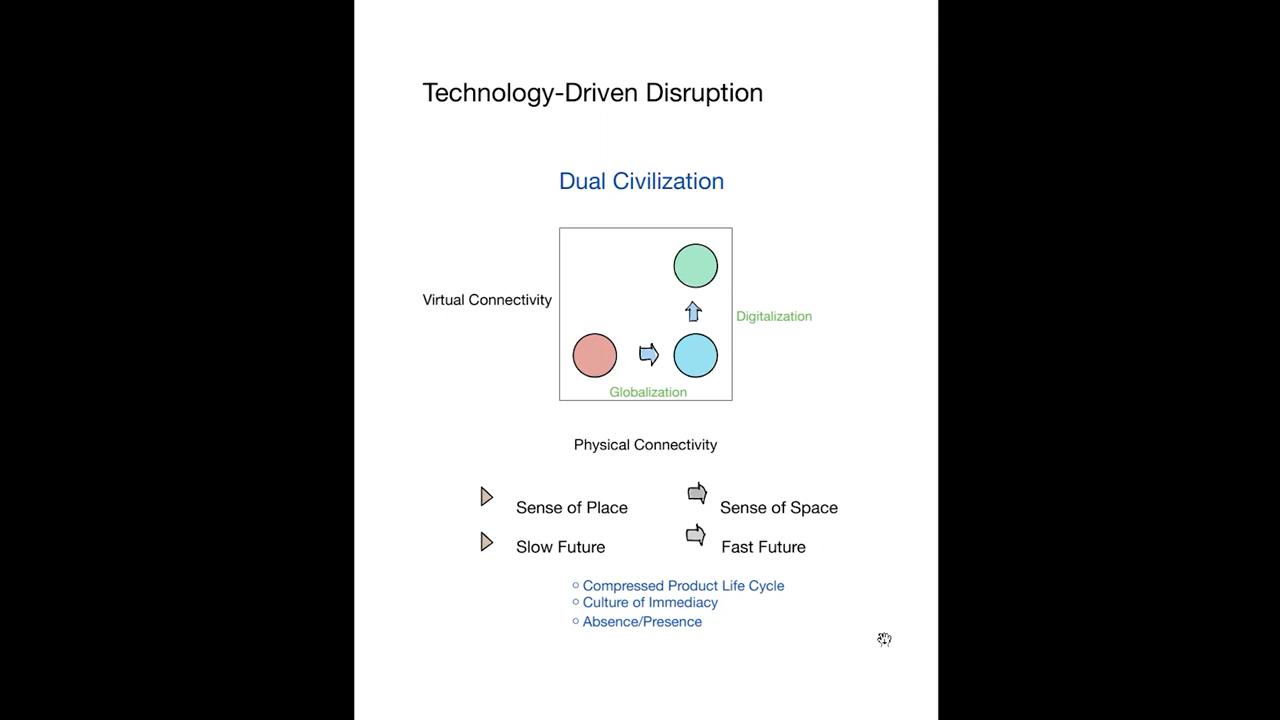 Technology-Driven Disruption
Dual Civilization
Virtual Connectivity
Digitalization
Globalization
Physical Connectivity
Sense of Place
Sense of Space
Slow Future
Fast Future
Compressed Product Life Cycle
Culture of Immediacy
Absence/Presence